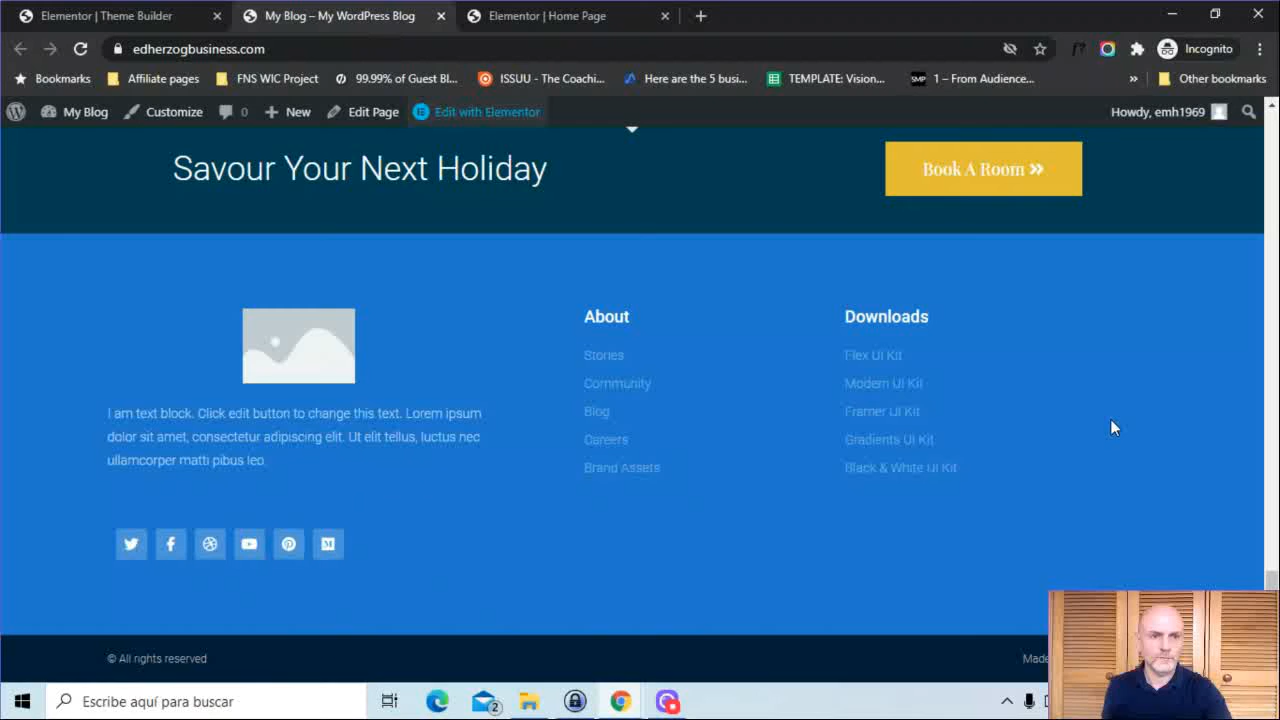 Elementor | Theme Builder
My Blog – My WordPress Blog
Elementor | Home Page
edherzogbusiness.com
Incognito
Bookmarks
Affiliate pages
FNS WIC Project
99.99% of Guest Bl...
ISSUU - The Coachi...
Here are the 5 busi...
TEMPLATE: Vision...
SMP
1 – From Audience...
»
Other bookmarks
My Blog
Customize
0
New
Edit Page
Edit with Elementor
Howdy, emh1969
Savour Your Next Holiday
Book A Room
I am text block. Click edit button to change this text. Lorem ipsum
dolor sit amet, consectetur adipiscing elit. Ut elit tellus, luctus nec
ullamcorper matti pibus leo.
About
Stories
Community
Blog
Careers
Brand Assets
Downloads
Flex UI Kit
Modern UI Kit
Framer UI Kit
Gradients UI Kit
Black & White UI Kit
© All rights reserved
Made
Escribe aquí para buscar
2